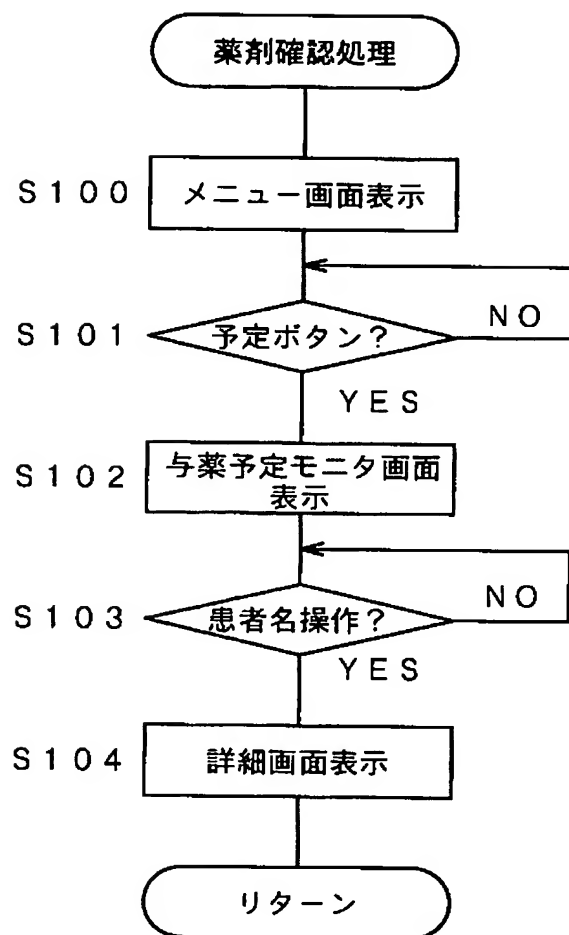 薬剤確認処理
S100
メニュー画面表示
S101
予定ボタン?
NO
YES
S102
与薬予定モニタ画面
表示
S103
患者名操作?
NO
YES
S104
詳細画面表示
リターン